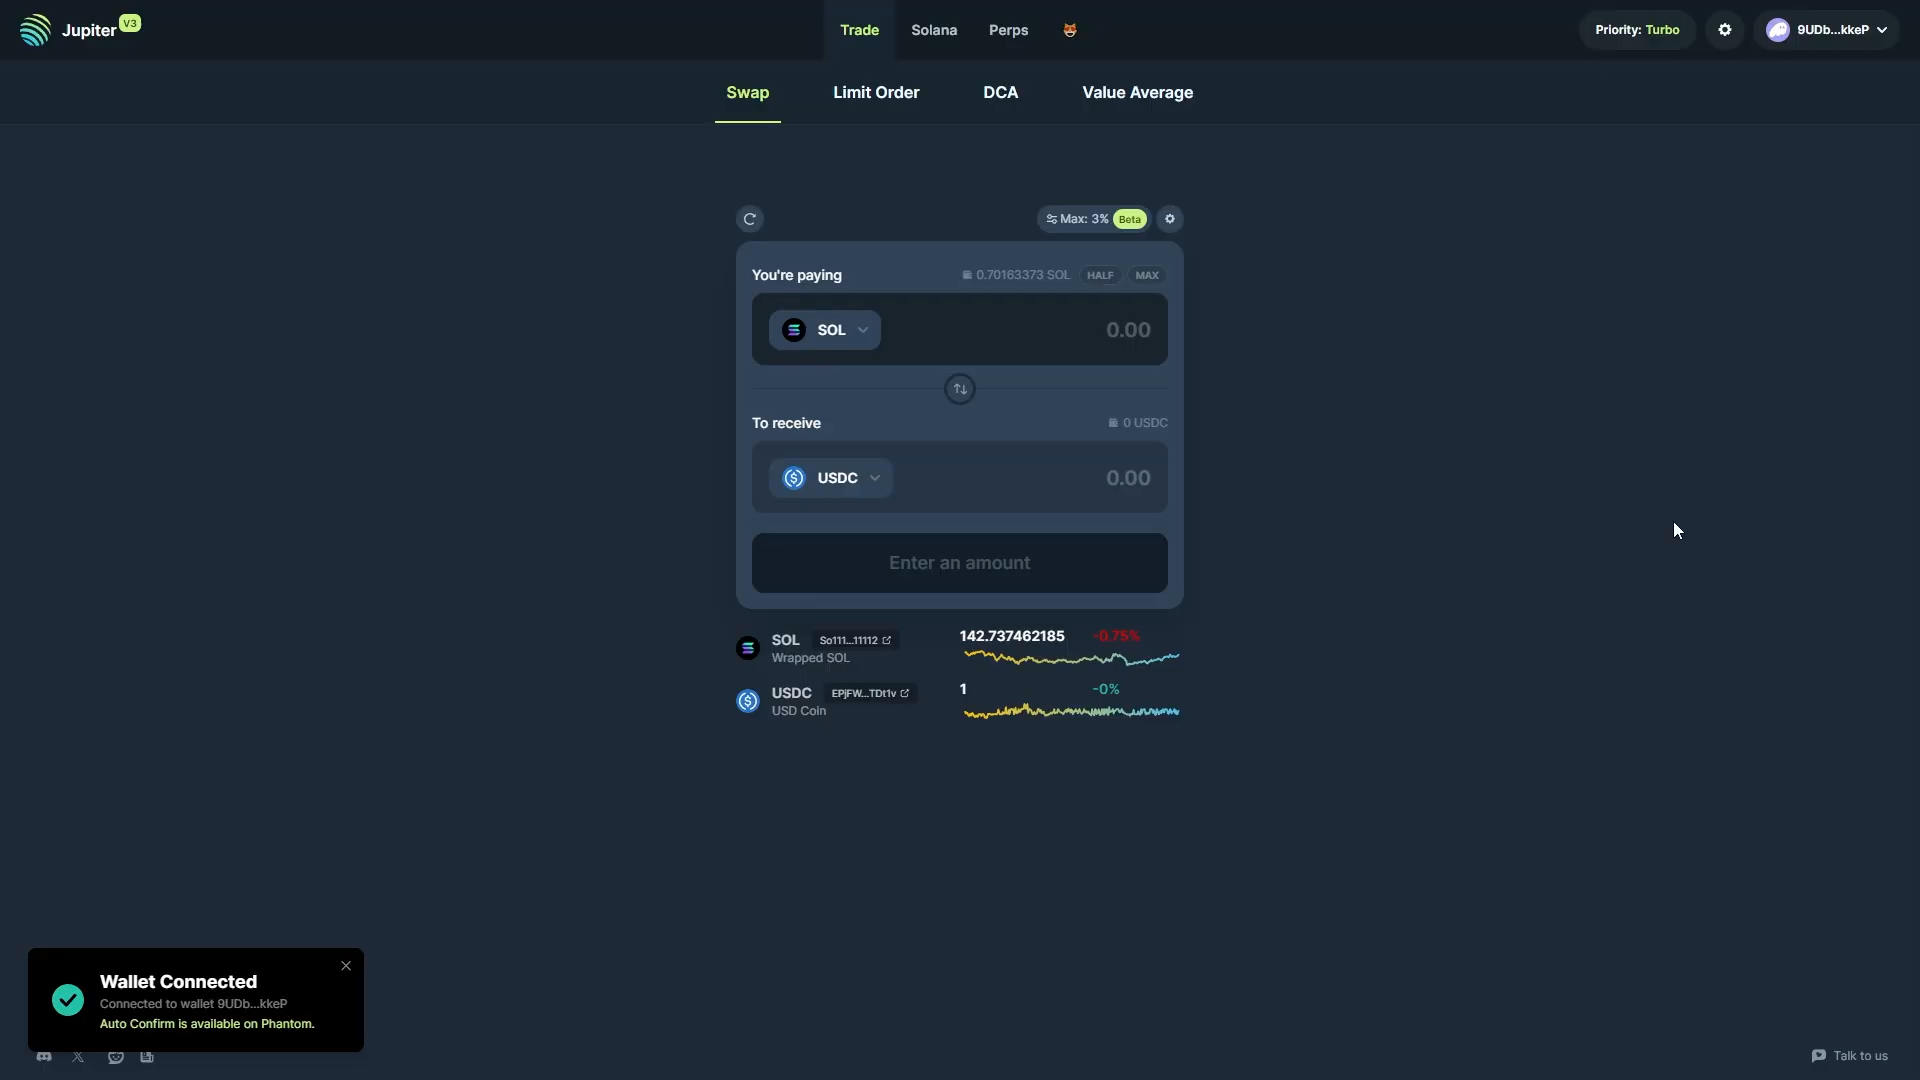 Jupiter V3
Trade
Solana
Perps
Priority: Turbo
9UDb...kkeP
Swap
Limit Order
DCA
Value Average
Max: 3% Beta
You're paying
0.70163373 SOL
HALF
MAX
SOL
0.00
To receive
0 USDC
USDC
0.00
Enter an amount
SOL So111...11112
142.737462185 -0.75%
Wrapped SOL
USDC EPjFW...TDt1v
1 -0%
USD Coin
Wallet Connected
Connected to wallet 9UDb...kkeP
Auto Confirm is available on Phantom.
Talk to us